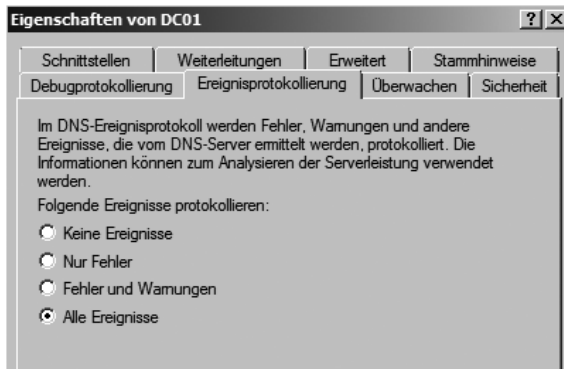 Eigenschaften von DC01
Schnittstellen Weiterleitungen Erweitert Stammhinweise
Debugprotokollierung Ereignisprotokollierung Überwachen Sicherheit
Im DNS-Ereignisprotokoll werden Fehler, Warnungen und andere
Ereignisse, die vom DNS-Server ermittelt werden, protokolliert. Die
Informationen können zum Analysieren der Serverleistung verwendet
werden.
Folgende Ereignisse protokollieren:
Keine Ereignisse
Nur Fehler
Fehler und Warnungen
Alle Ereignisse